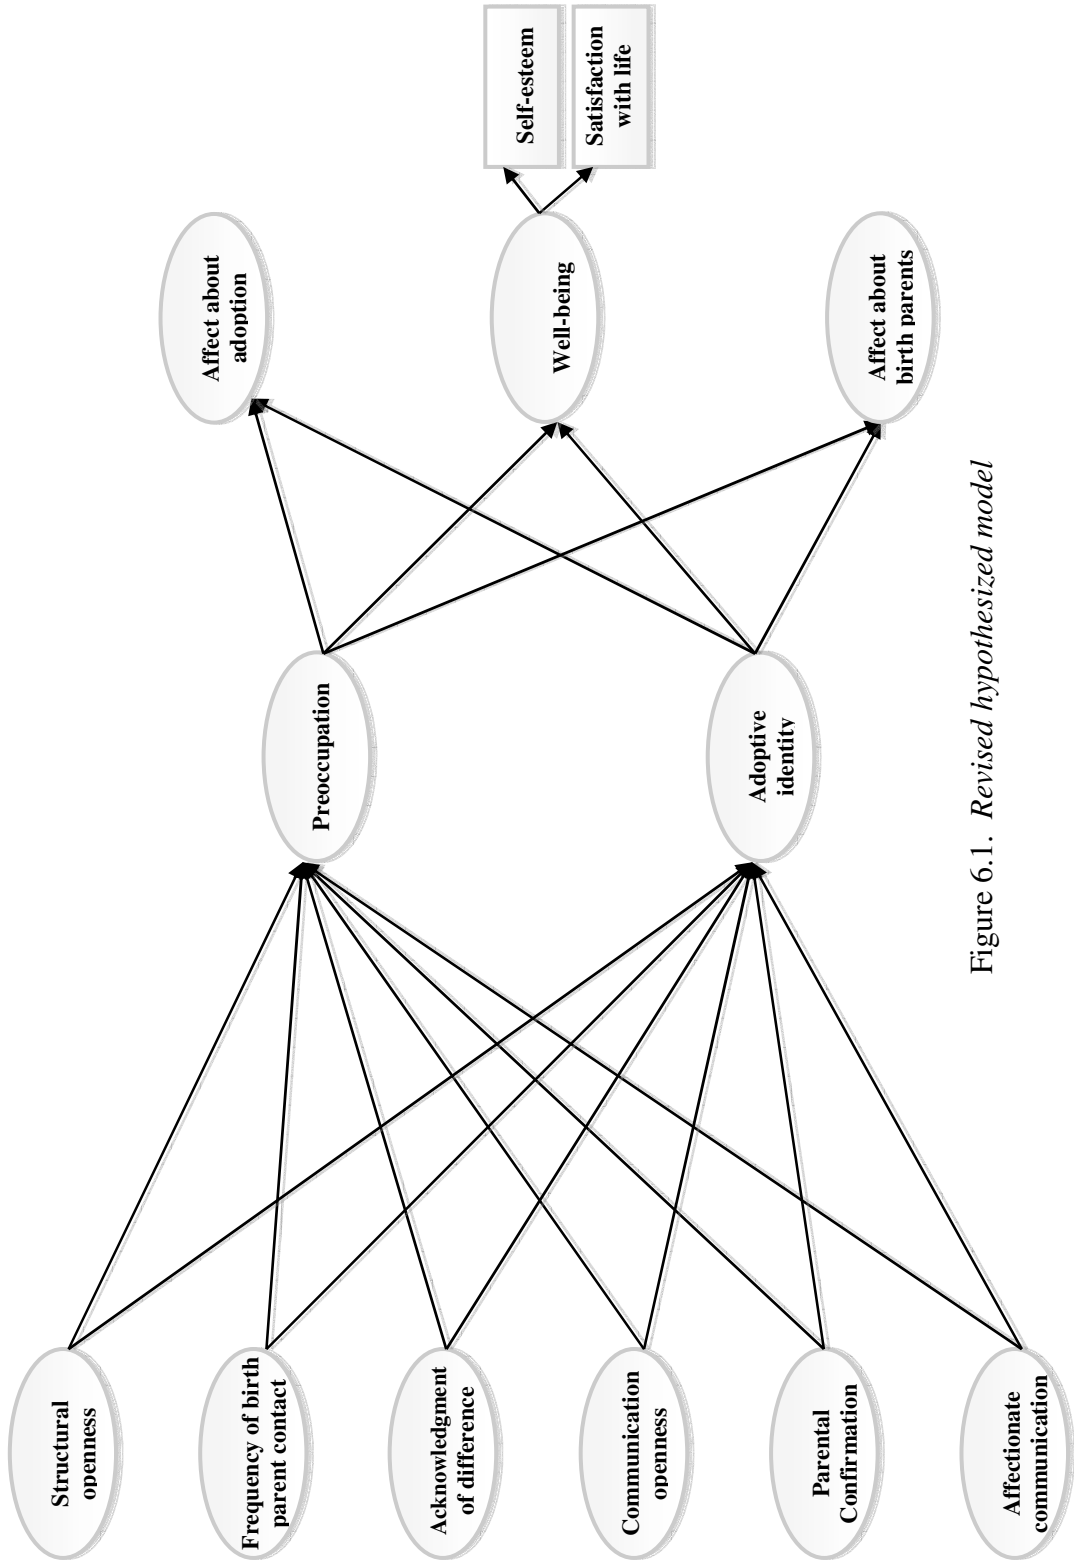 Structural
openness
Frequency of birth
parent contact
Acknowledgment
of difference
Communication
openness
Parental
Confirmation
Affectionate
communication
Preoccupation
Adoptive
identity
Affect about
adoption
Well-being
Affect about
birth parents
Self-esteem
Satisfaction
with life
Figure 6.1. Revised hypothesized model